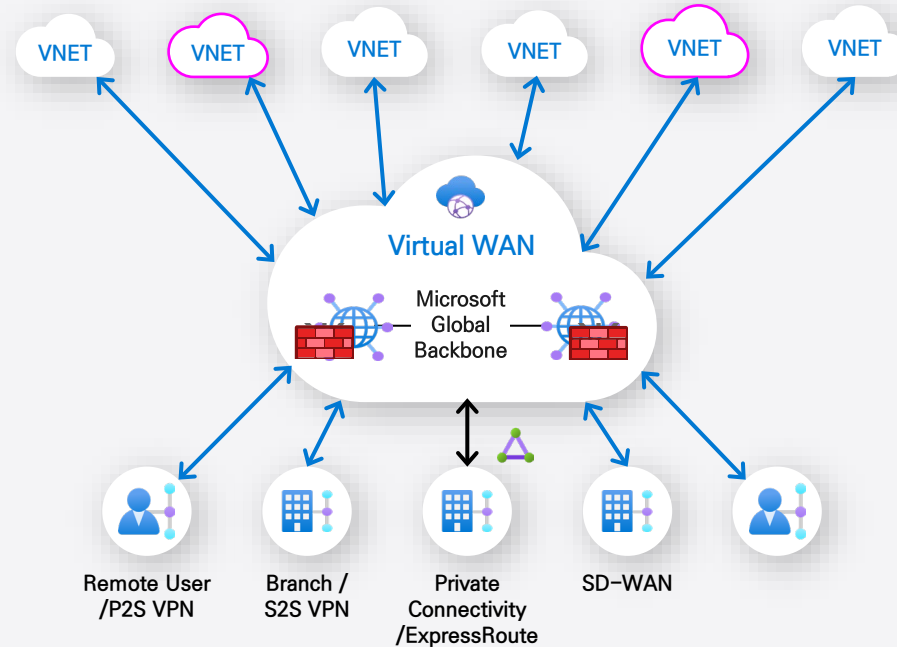 VNET
VNET
VNET
VNET
VNET
VNET
Virtual WAN
Microsoft
Global
Backbone
Remote User
/P2S VPN
Branch /
S2S VPN
Private
Connectivity
/ExpressRoute
SD-WAN